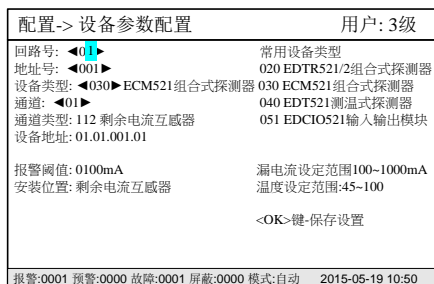 配置-> 设备参数配置 用户: 3级
回路号: ◄01► 常用设备类型
地址号: ◄001► 020 EDTR521/2组合式探测器
设备类型: ◄030► ECM521组合式探测器 030 ECM521组合式探测器
通道: ◄01► 040 EDT521测温式探测器
通道类型: 112 剩余电流互感器 051 EDCIO521输入输出模块
设备地址: 01.01.001.01
报警阈值: 0100mA 漏电流设定范围100~1000mA
安装位置: 剩余电流互感器 温度设定范围:45~100
<OK>键-保存设置
报警:0001 预警:0000 故障:0001 屏蔽:0000 模式:自动 2015-05-19 10:50